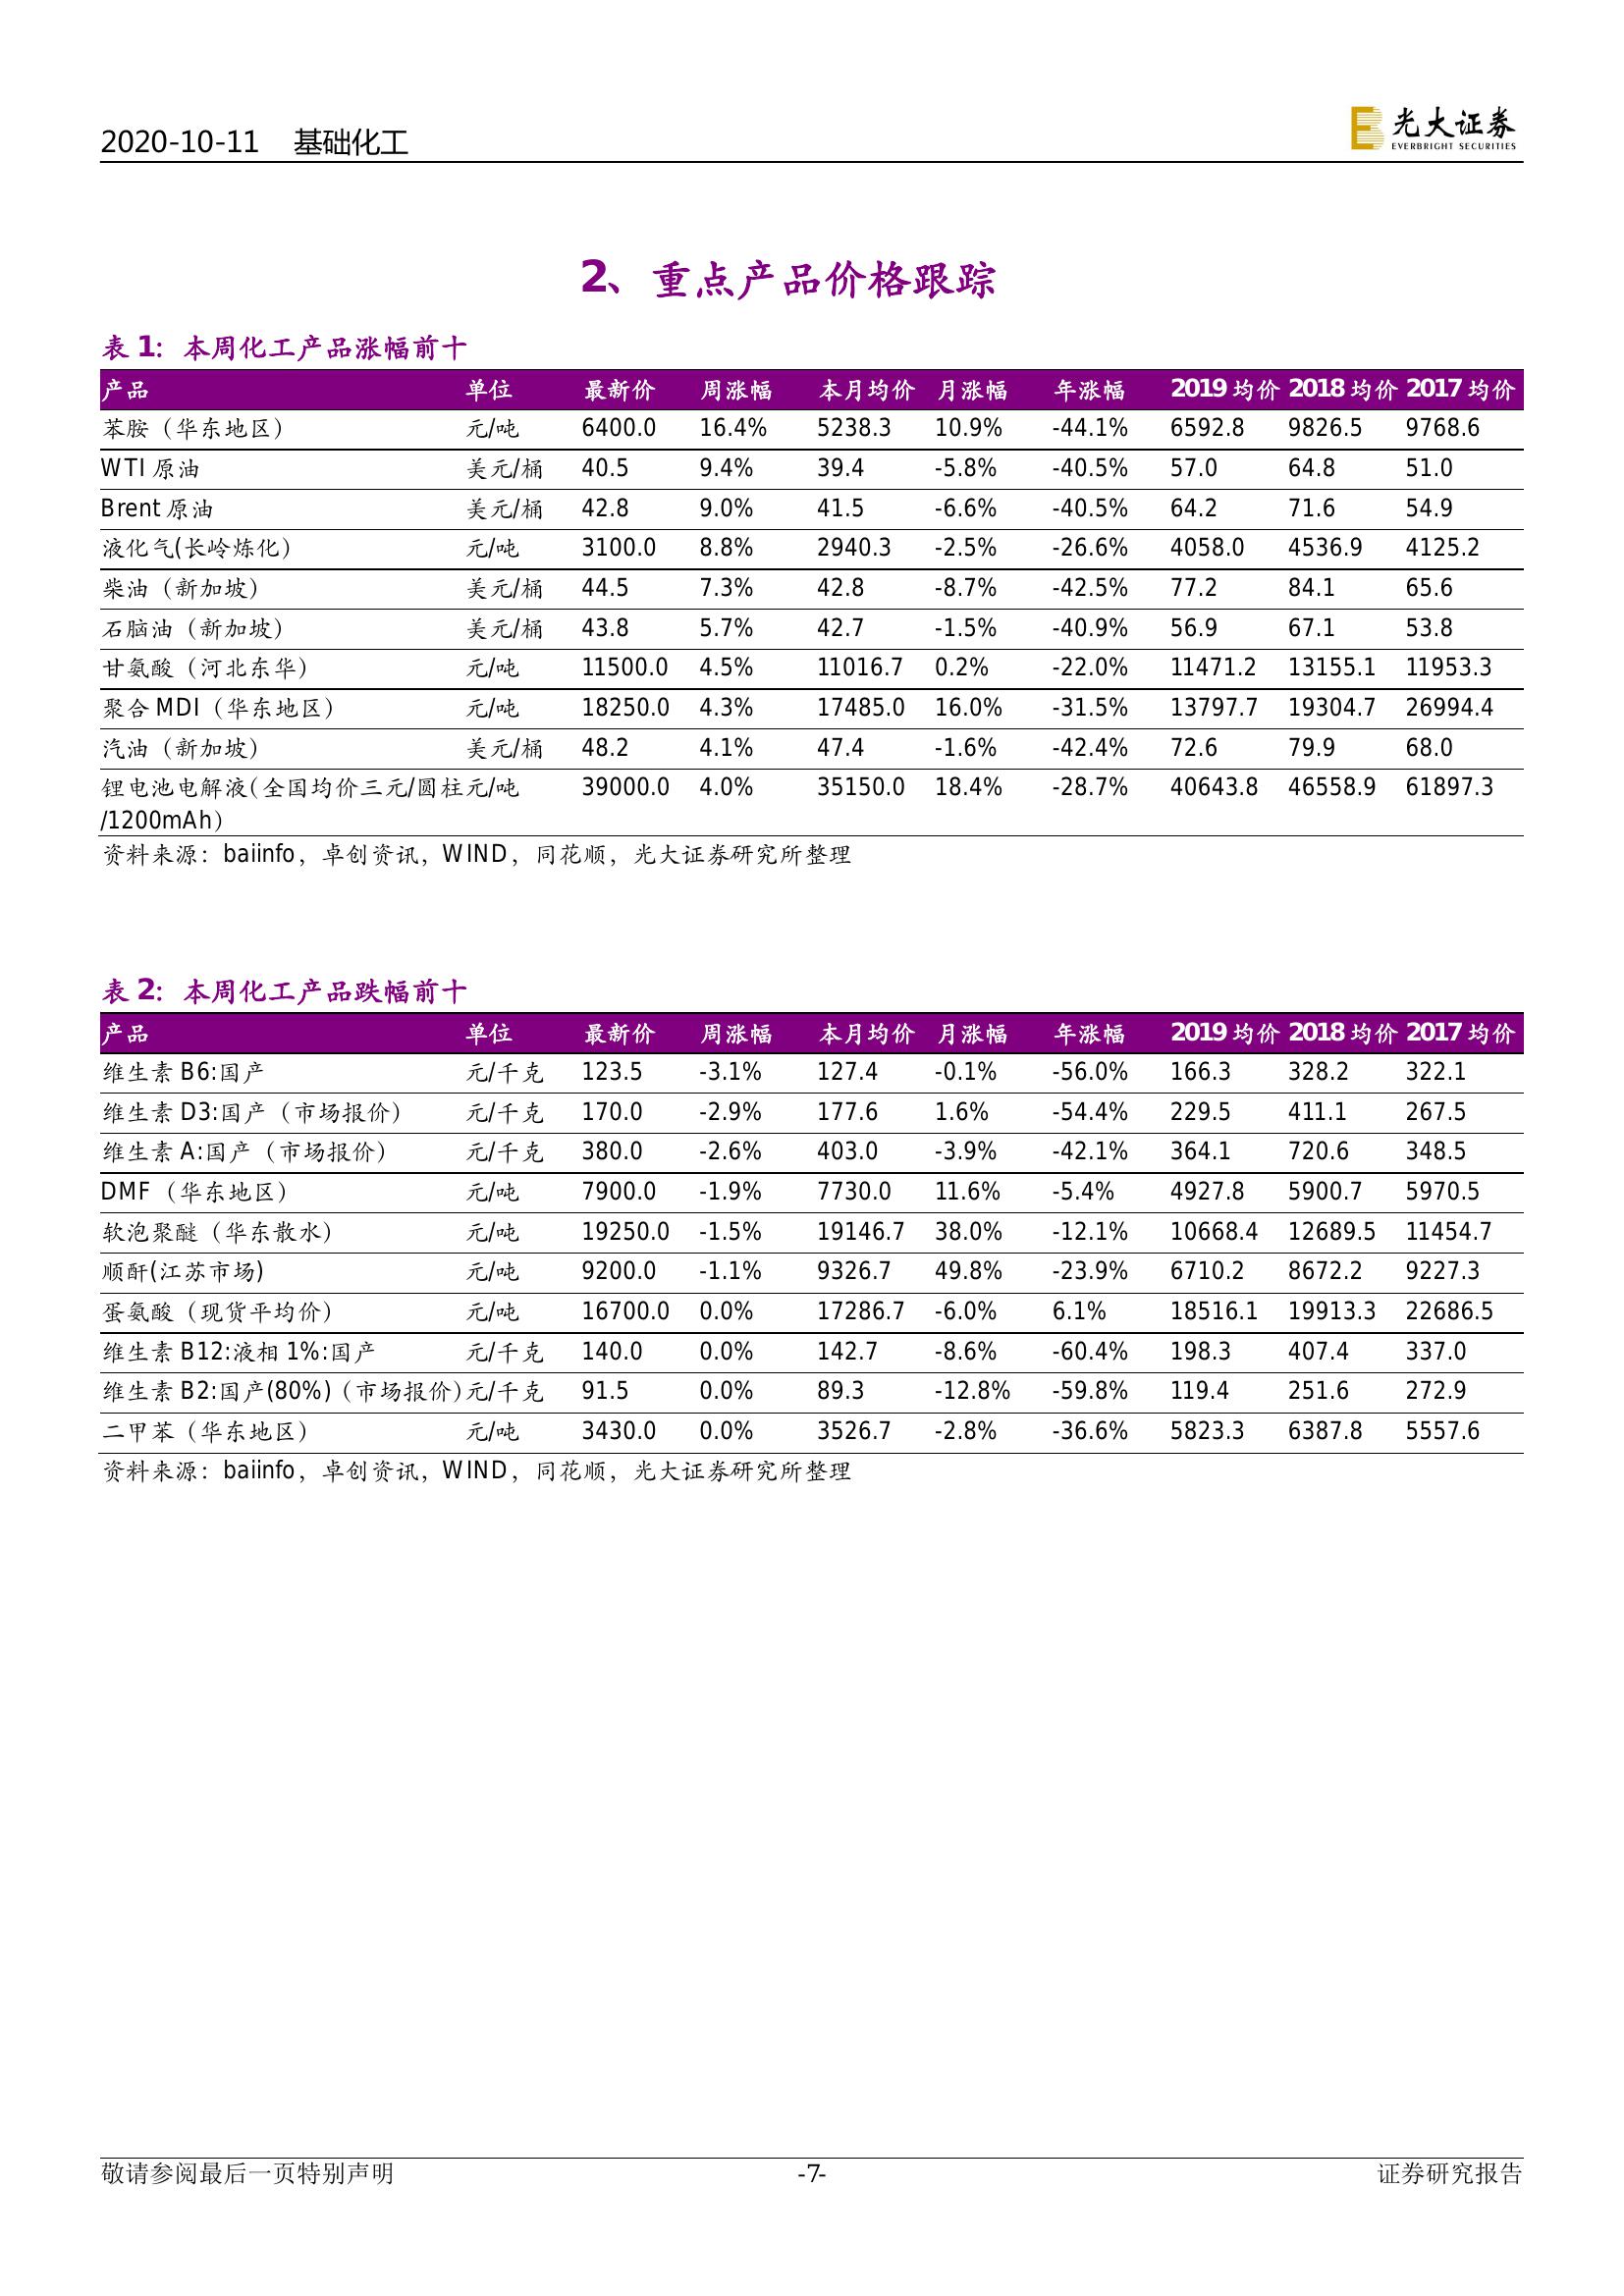 2020-10-11 基础化工
光大证券
EVERBRIGHT SECURITIES
2、重点产品价格跟踪
表 1：本周化工产品涨幅前十
产品 单位 最新价 周涨幅 本月均价 月涨幅 年涨幅 2019 均价 2018 均价 2017 均价
苯胺（华东地区） 元/吨 6400.0 16.4% 5238.3 10.9% -44.1% 6592.8 9826.5 9768.6
WTI 原油 美元/桶 40.5 9.4% 39.4 -5.8% -40.5% 57.0 64.8 51.0
Brent 原油 美元/桶 42.8 9.0% 41.5 -6.6% -40.5% 64.2 71.6 54.9
液化气(长岭炼化） 元/吨 3100.0 8.8% 2940.3 -2.5% -26.6% 4058.0 4536.9 4125.2
柴油（新加坡） 美元/桶 44.5 7.3% 42.8 -8.7% -42.5% 77.2 84.1 65.6
石脑油（新加坡） 美元/桶 43.8 5.7% 42.7 -1.5% -40.9% 56.9 67.1 53.8
甘氨酸（河北东华） 元/吨 11500.0 4.5% 11016.7 0.2% -22.0% 11471.2 13155.1 11953.3
聚合 MDI（华东地区） 元/吨 18250.0 4.3% 17485.0 16.0% -31.5% 13797.7 19304.7 26994.4
汽油（新加坡） 美元/桶 48.2 4.1% 47.4 -1.6% -42.4% 72.6 79.9 68.0
锂电池电解液(全国均价三元/圆柱 元/吨 39000.0 4.0% 35150.0 18.4% -28.7% 40643.8 46558.9 61897.3
/1200mAh）
资料来源：baiinfo，卓创资讯，WIND，同花顺，光大证券研究所整理
表 2：本周化工产品跌幅前十
产品 单位 最新价 周涨幅 本月均价 月涨幅 年涨幅 2019 均价 2018 均价 2017 均价
维生素 B6:国产 元/千克 123.5 -3.1% 127.4 -0.1% -56.0% 166.3 328.2 322.1
维生素 D3:国产（市场报价） 元/千克 170.0 -2.9% 177.6 1.6% -54.4% 229.5 411.1 267.5
维生素 A:国产（市场报价） 元/千克 380.0 -2.6% 403.0 -3.9% -42.1% 364.1 720.6 348.5
DMF（华东地区） 元/吨 7900.0 -1.9% 7730.0 11.6% -5.4% 4927.8 5900.7 5970.5
软泡聚醚（华东散水） 元/吨 19250.0 -1.5% 19146.7 38.0% -12.1% 10668.4 12689.5 11454.7
顺酐(江苏市场) 元/吨 9200.0 -1.1% 9326.7 49.8% -23.9% 6710.2 8672.2 9227.3
蛋氨酸（现货平均价） 元/吨 16700.0 0.0% 17286.7 -6.0% 6.1% 18516.1 19913.3 22686.5
维生素 B12:液相 1%:国产 元/千克 140.0 0.0% 142.7 -8.6% -60.4% 198.3 407.4 337.0
维生素 B2:国产(80%)（市场报价） 元/千克 91.5 0.0% 89.3 -12.8% -59.8% 119.4 251.6 272.9
二甲苯（华东地区） 元/吨 3430.0 0.0% 3526.7 -2.8% -36.6% 5823.3 6387.8 5557.6
资料来源：baiinfo，卓创资讯，WIND，同花顺，光大证券研究所整理
敬请参阅最后一页特别声明 -7- 证券研究报告